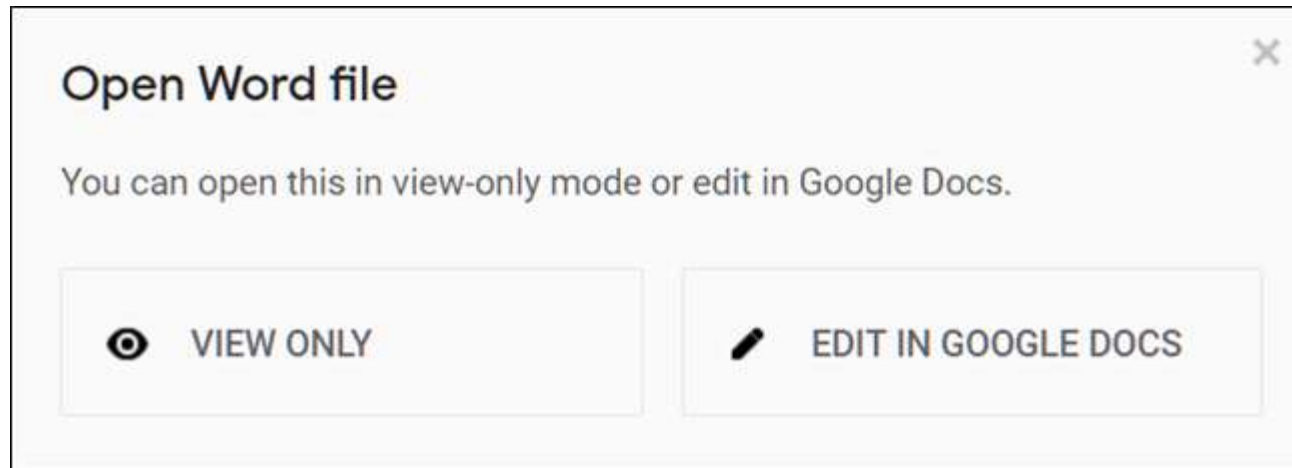 Open Word file
You can open this in view-only mode or edit in Google Docs.
VIEW ONLY
EDIT IN GOOGLE DOCS